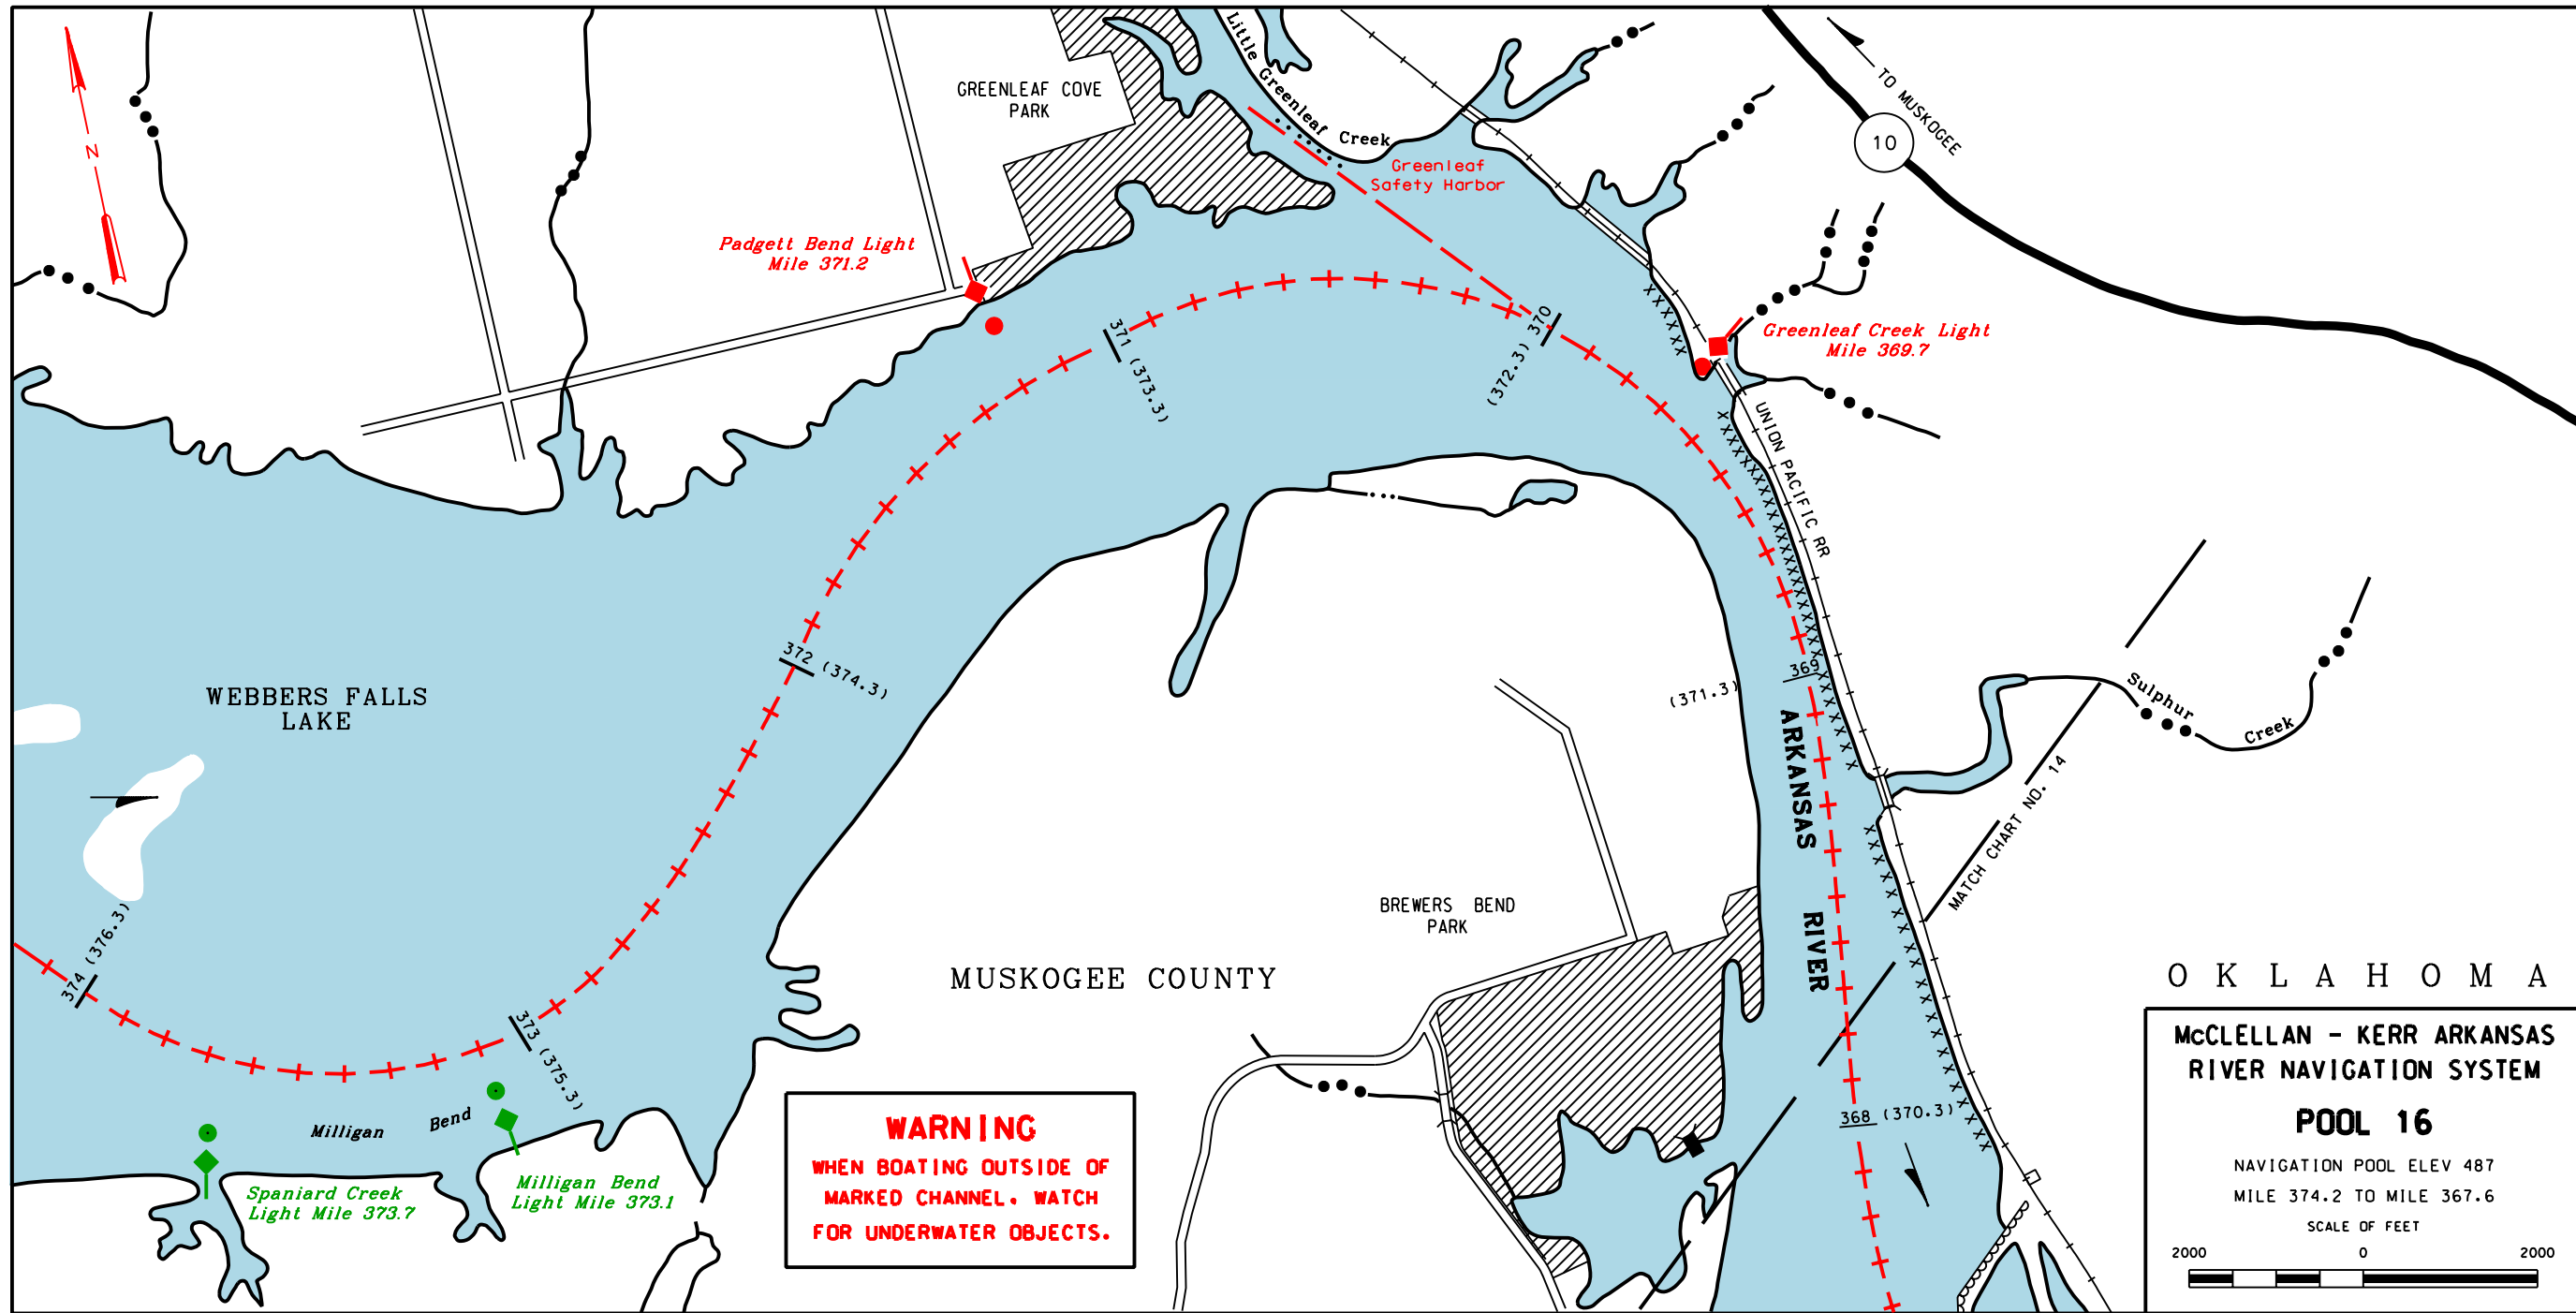 Little Greenleaf Creek
TO MUSKOGEE
10
GREENLEAF COVE
PARK
Greenleaf
Safety Harbor
N
Padgett Bend Light
Mile 371.2
Greenleaf Creek Light
Mile 369.7
371 (373.3)
370
(372.3)
UNION PACIFIC RR
372 (374.3)
369
(371.3)
WEBBERS FALLS
LAKE
Sulphur Creek
ARKANSAS RIVER
MATCH CHART NO. 14
BREWERS BEND
PARK
374 (376.3)
MUSKOGEE COUNTY
OKLAHOMA
373 (375.3)
Milligan Bend
368 (370.3)
Spaniard Creek
Light Mile 373.7
Milligan Bend
Light Mile 373.1
WARNING
WHEN BOATING OUTSIDE OF
MARKED CHANNEL. WATCH
FOR UNDERWATER OBJECTS.
McCLELLAN - KERR ARKANSAS
RIVER NAVIGATION SYSTEM
POOL 16
NAVIGATION POOL ELEV 487
MILE 374.2 TO MILE 367.6
SCALE OF FEET
2000 0 2000